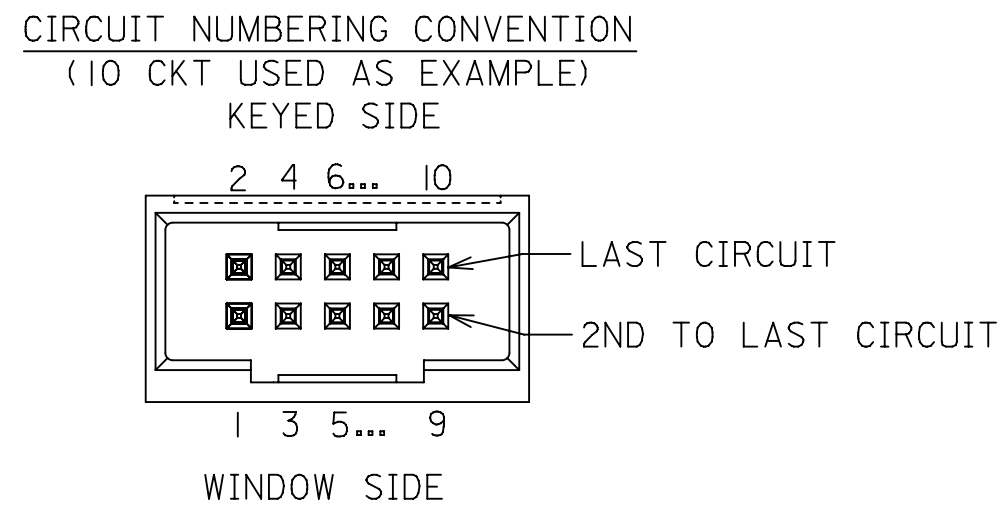 CIRCUIT NUMBERING CONVENTION
(10 CKT USED AS EXAMPLE)
KEYED SIDE
2 4 6... 10
LAST CIRCUIT
2ND TO LAST CIRCUIT
1 3 5... 9
WINDOW SIDE